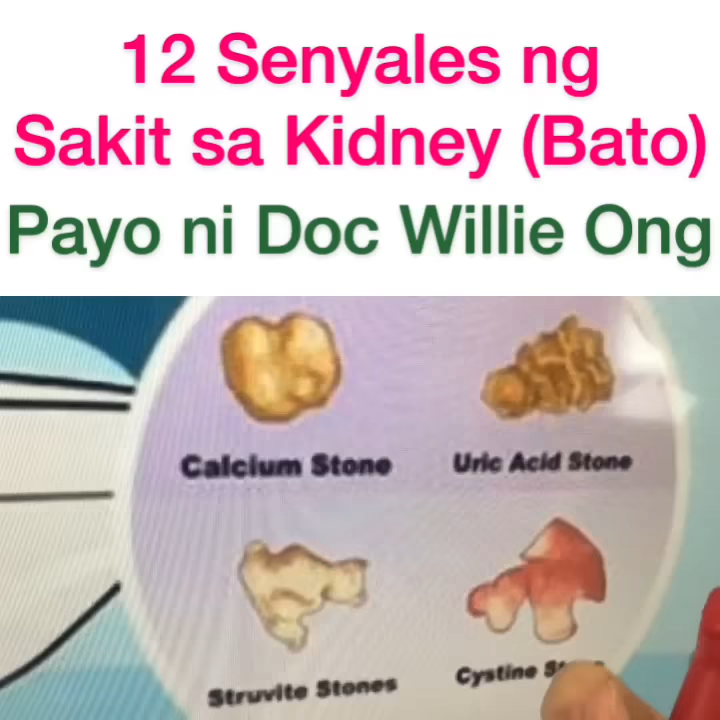 12 Senyales ng
Sakit sa Kidney (Bato)
Payo ni Doc Willie Ong
Calcium Stone
Uric Acid Stone
Struvite Stones
Cystine